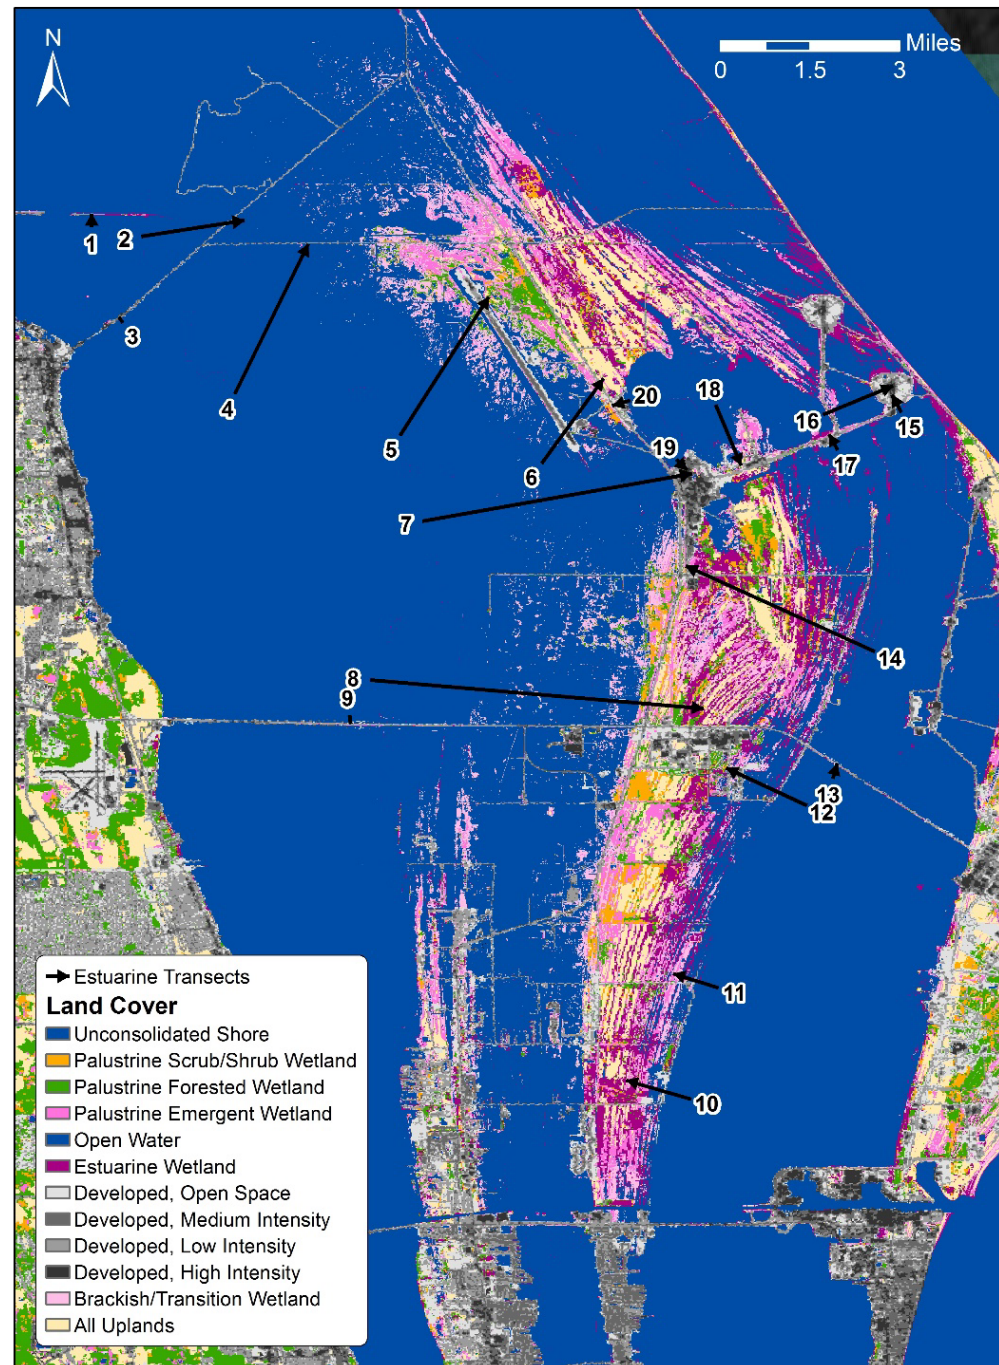 N
Miles
0 1.5 3
1
2
3
4
5
6
20
18
19
7
16
15
17
14
8
9
13
12
11
10
Estuarine Transects
Land Cover
Unconsolidated Shore
Palustrine Scrub/Shrub Wetland
Palustrine Forested Wetland
Palustrine Emergent Wetland
Open Water
Estuarine Wetland
Developed, Open Space
Developed, Medium Intensity
Developed, Low Intensity
Developed, High Intensity
Brackish/Transition Wetland
All Uplands